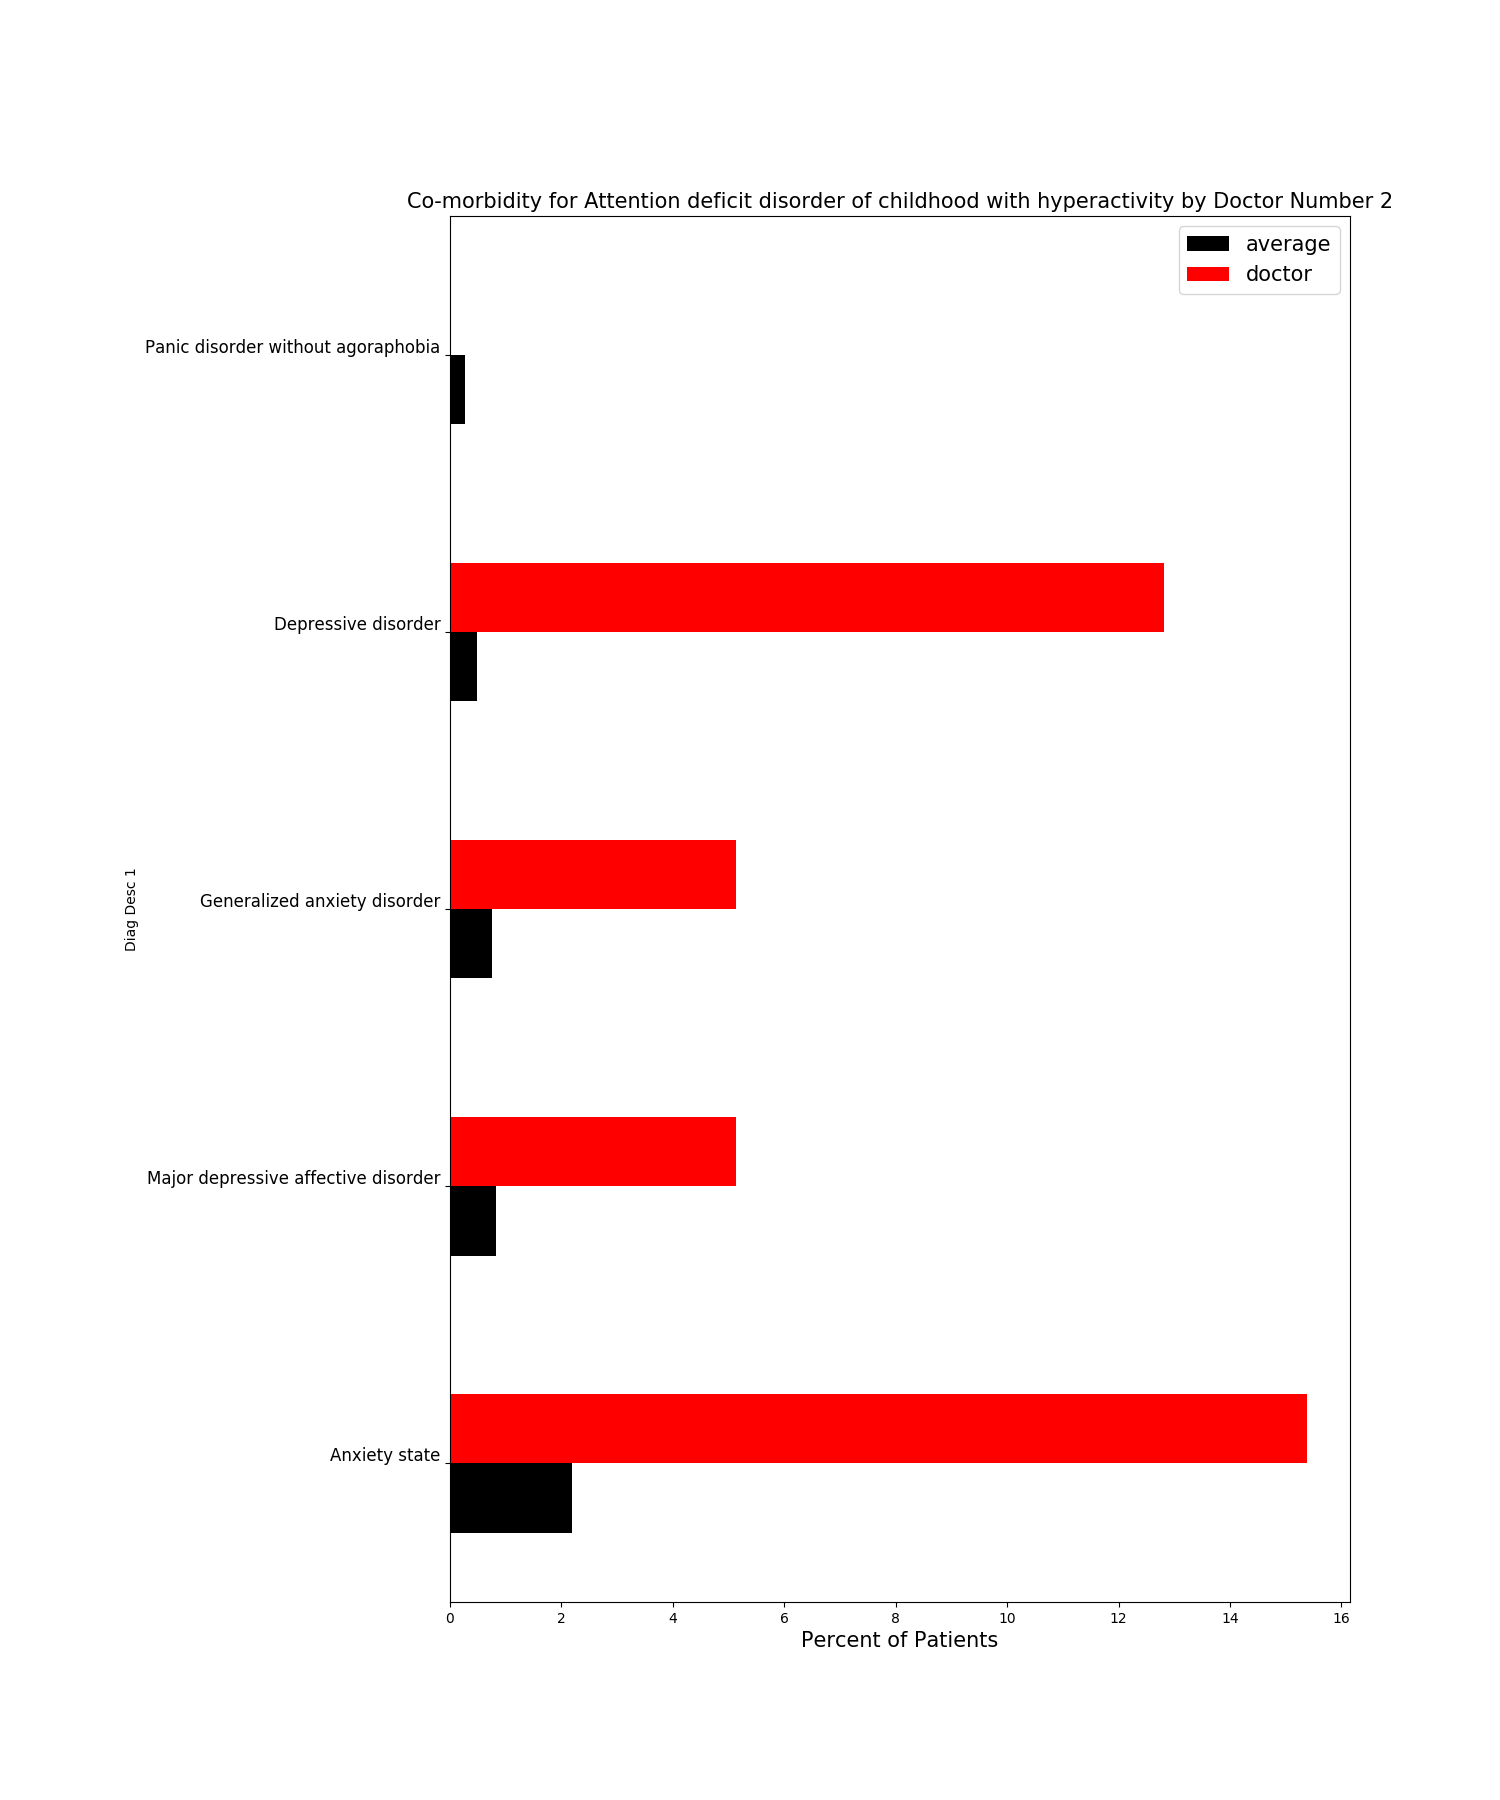 Co-morbidity for Attention deficit disorder of childhood with hyperactivity by Doctor Number 2
average
doctor
Panic disorder without agoraphobia
Depressive disorder
Generalized anxiety disorder
Major depressive affective disorder
Anxiety state
Diag Desc 1
0 2 4 6 8 10 12 14 16
Percent of Patients